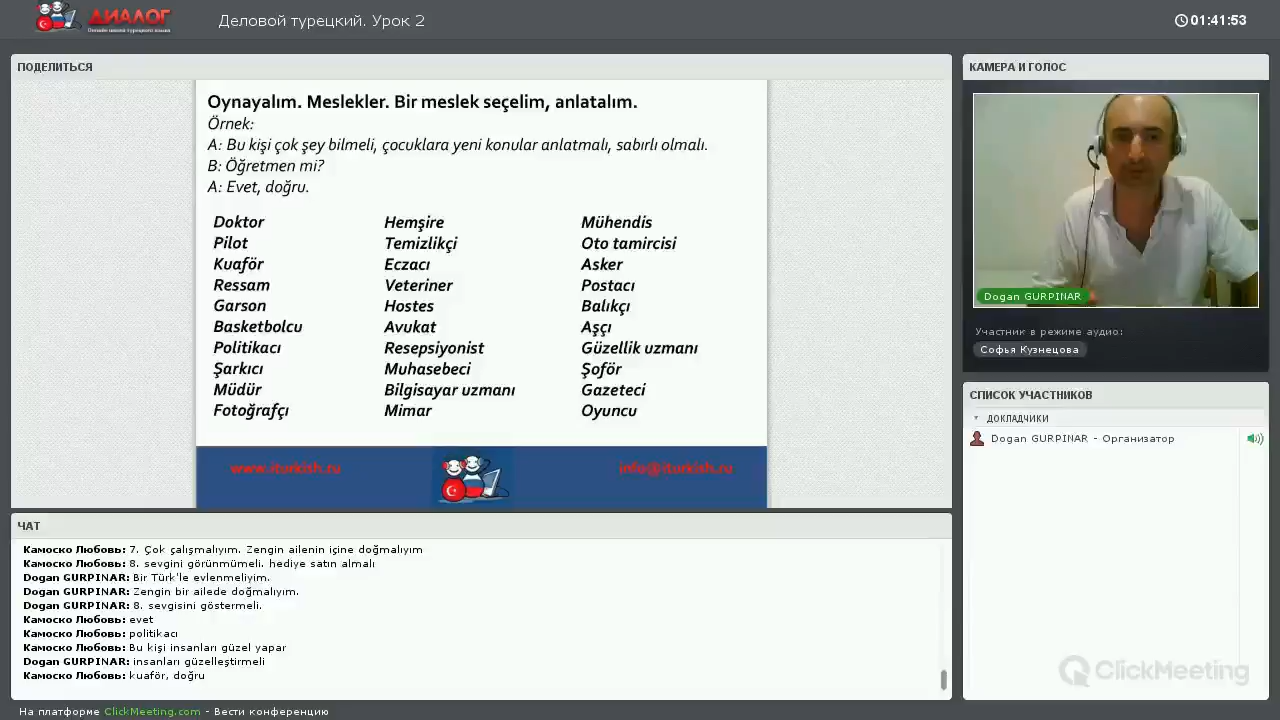 ДИАЛОГ
Онлайн школа турецкого языка
Деловой турецкий. Урок 2
01:41:53
ПОДЕЛИТЬСЯ
Oynayalım. Meslekler. Bir meslek seçelim, anlatalım.
Örnek:
A: Bu kişi çok şey bilmeli, çocuklara yeni konular anlatmalı, sabırlı olmalı.
B: Öğretmen mi?
A: Evet, doğru.
Doktor Hemşire Mühendis
Pilot Temizlikçi Oto tamircisi
Kuaför Eczacı Asker
Ressam Veteriner Postacı
Garson Hostes Balıkçı
Basketbolcu Avukat Aşçı
Politikacı Resepsiyonist Güzellik uzmanı
Şarkıcı Muhasebeci Şoför
Müdür Bilgisayar uzmanı Gazeteci
Fotoğrafçı Mimar Oyuncu
www.iturkish.ru info@iturkish.ru
ЧАТ
Камоско Любовь: 7. Çok çalışmalıyım. Zengin ailenin içine doğmalıyım
Камоско Любовь: 8. sevgini görünmümeli. hediye satın almalı
Dogan GURPINAR: Bir Türk'le evlenmeliyim.
Dogan GURPINAR: Zengin bir ailede doğmalıyım.
Dogan GURPINAR: 8. sevgisini göstermeli.
Камоско Любовь: evet
Камоско Любовь: politikacı
Камоско Любовь: Bu kişi insanları güzel yapar
Dogan GURPINAR: insanları güzelleştirmeli
Камоско Любовь: kuaför, doğru
КАМЕРА И ГОЛОС
Dogan GURPINAR
Участник в режиме аудио:
Софья Кузнецова
СПИСОК УЧАСТНИКОВ
ДОКЛАДЧИКИ
Dogan GURPINAR - Организатор
ClickMeeting
На платформе ClickMeeting.com - Вести конференцию